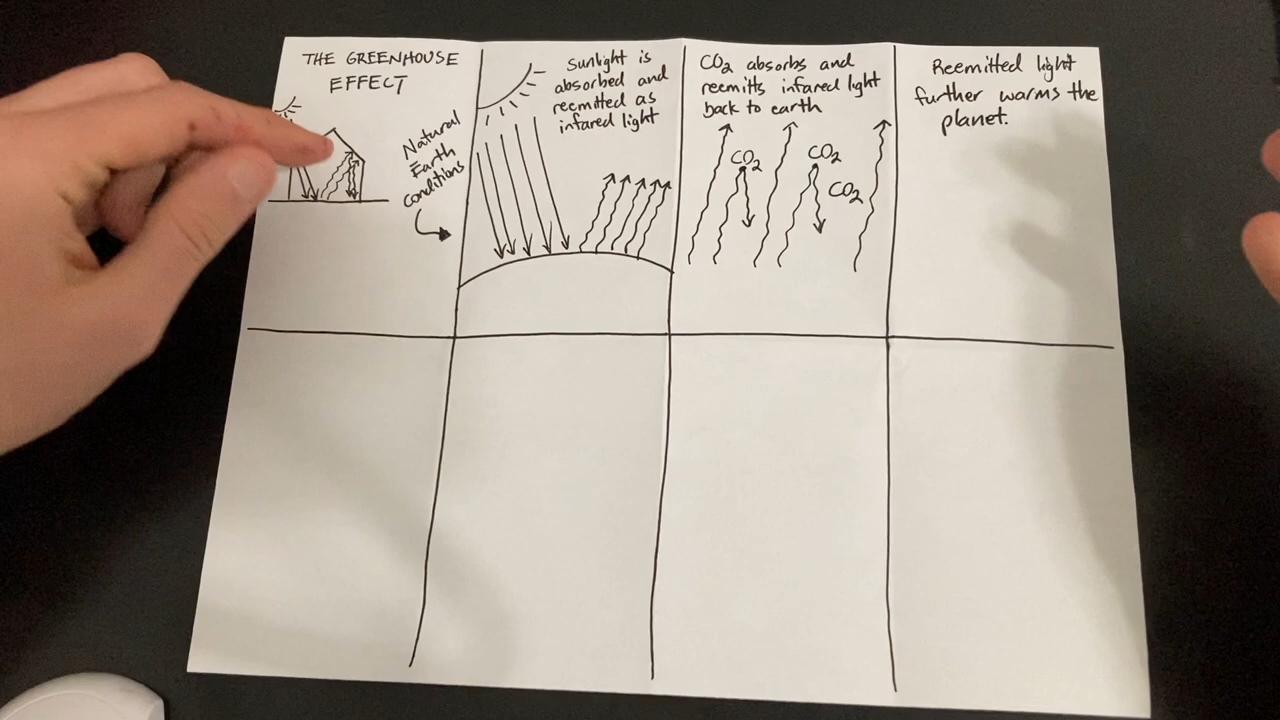 THE GREENHOUSE
EFFECT
Natural
Earth
conditions
Sunlight is
absorbed and
reemitted as
infared light
CO2 absorbs and
reemitts infared light
back to earth
CO2
CO2
CO2
Reemitted light
further warms the
planet.